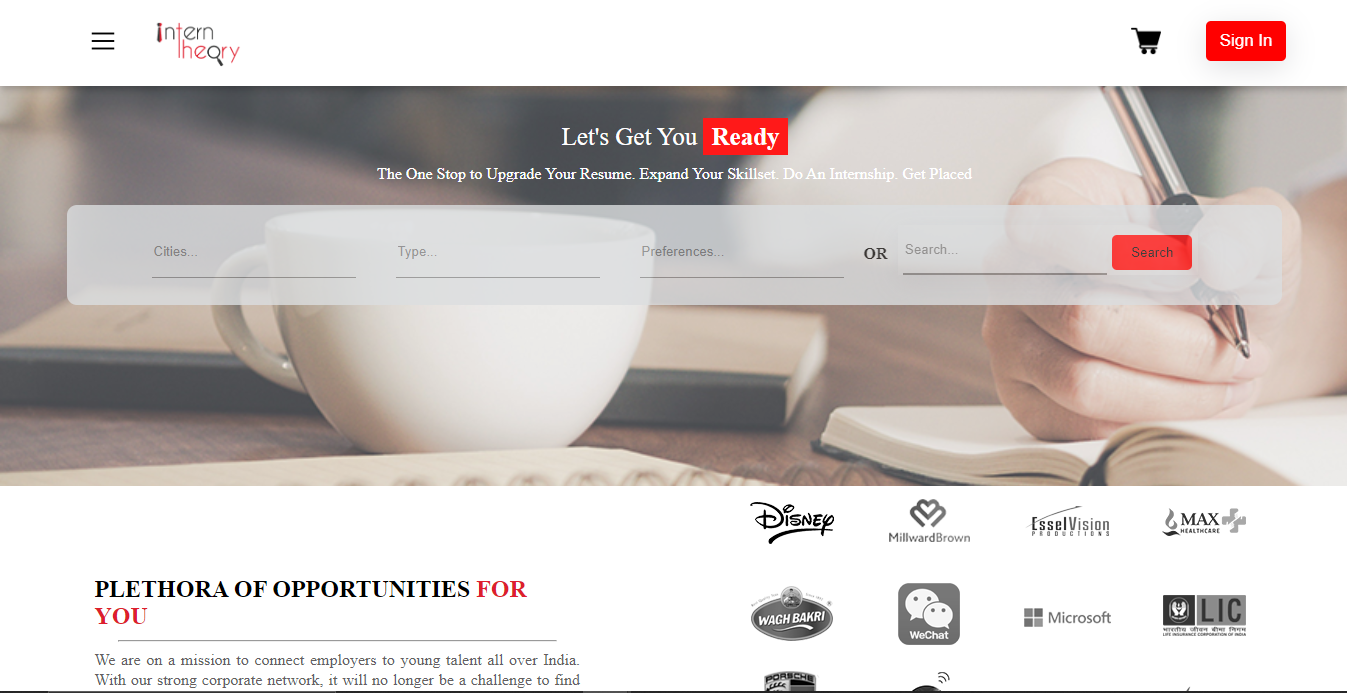 intern
Theory
Sign In
Let's Get You Ready
The One Stop to Upgrade Your Resume. Expand Your Skillset. Do An Internship. Get Placed
Cities...
Type...
Preferences...
OR
Search...
Search
DISNEY
MillwardBrown
EsselVision
PRODUCTIONS
MAX
HEALTHCARE
PLETHORA OF OPPORTUNITIES FOR
YOU
WAGH BAKRI
WeChat
Microsoft
LIC
भारतीय जीवन बीमा निगम
LIFE INSURANCE CORPORATION OF INDIA
We are on a mission to connect employers to young talent all over India.
With our strong corporate network, it will no longer be a challenge to find
PORSCHE